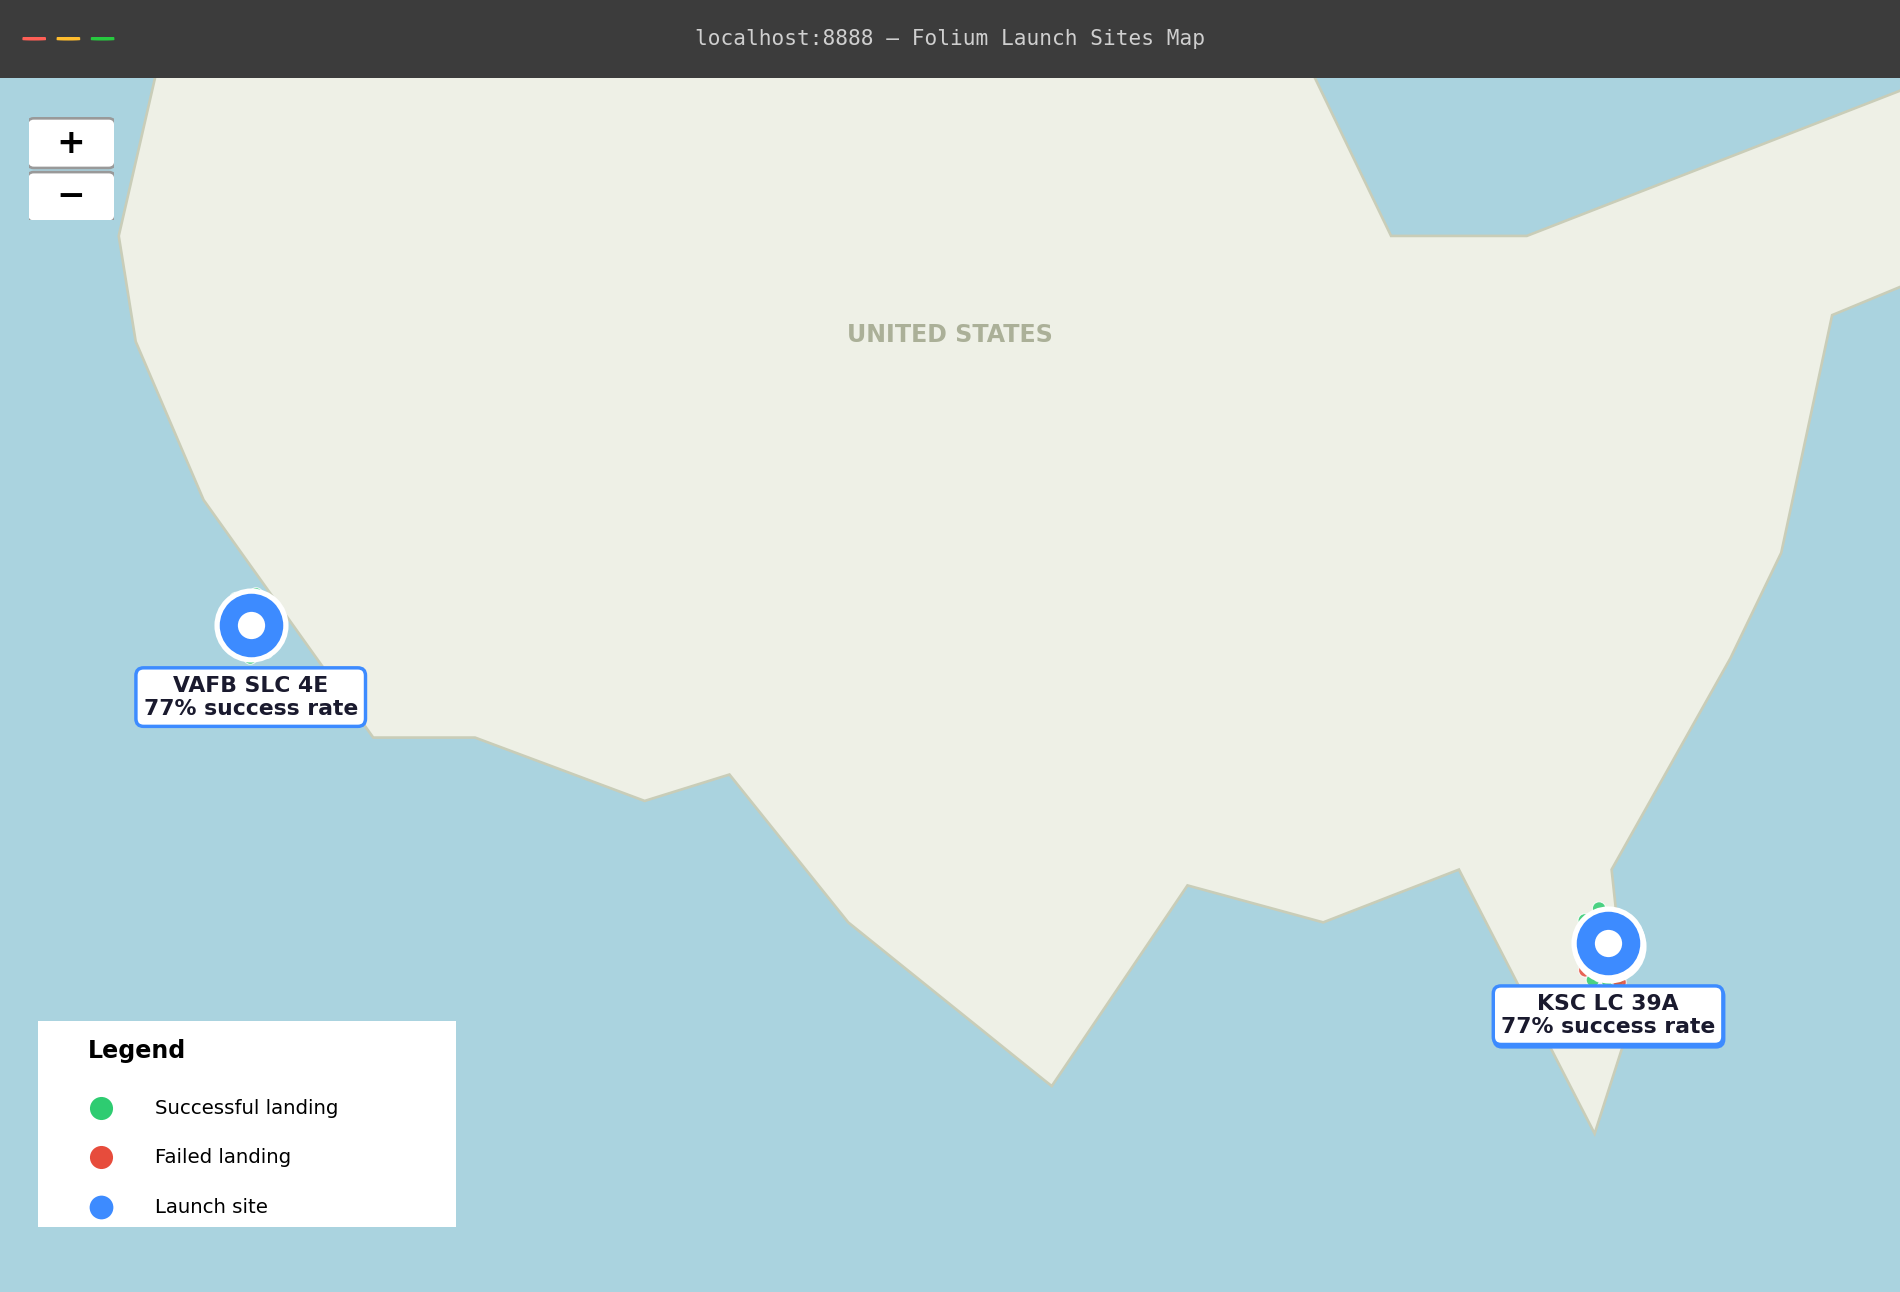 localhost:8888 — Folium Launch Sites Map
+
−
UNITED STATES
VAFB SLC 4E
77% success rate
KSC LC 39A
77% success rate
Legend
Successful landing
Failed landing
Launch site